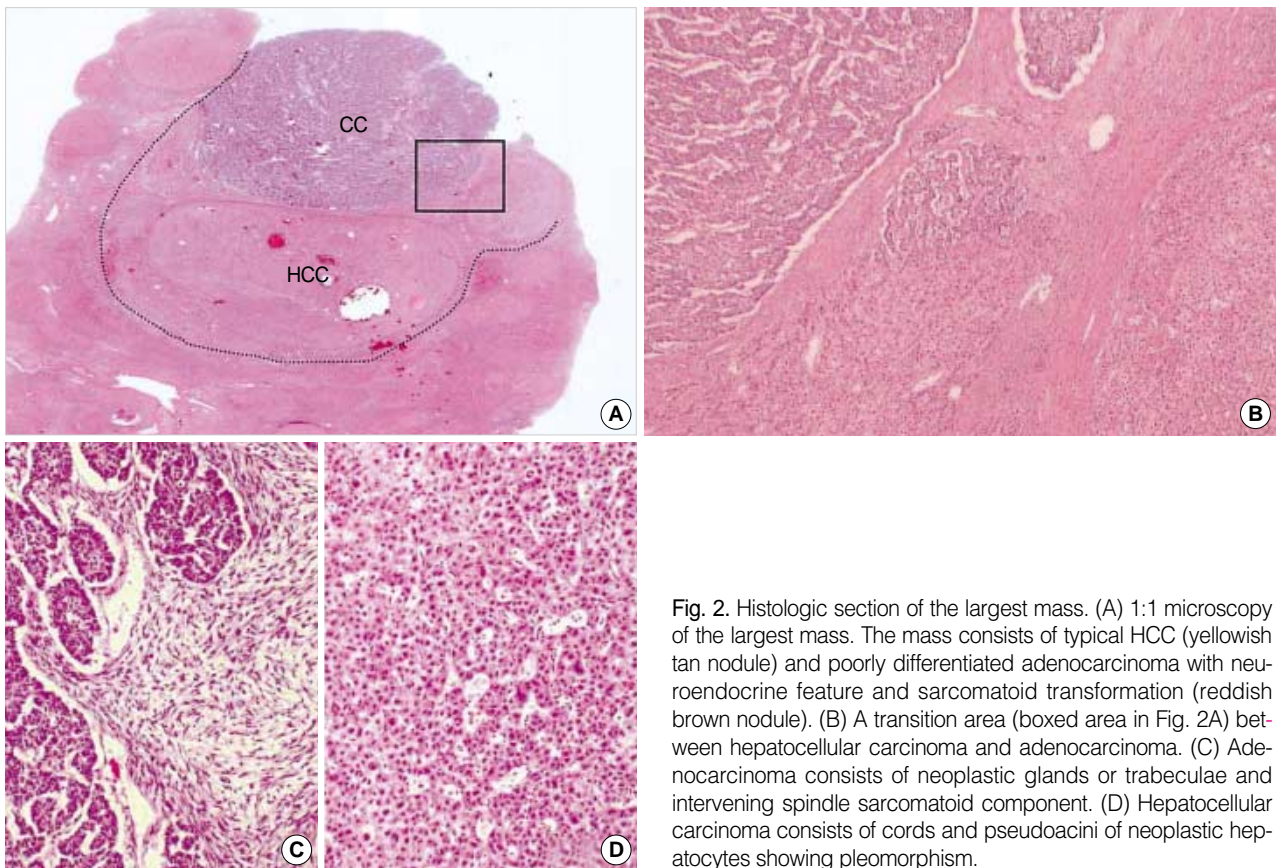 CC
HCC
A
B
C
D
Fig. 2. Histologic section of the largest mass. (A) 1:1 microscopy
of the largest mass. The mass consists of typical HCC (yellowish
tan nodule) and poorly differentiated adenocarcinoma with neu-
roendocrine feature and sarcomatoid transformation (reddish
brown nodule). (B) A transition area (boxed area in Fig. 2A) bet-
ween hepatocellular carcinoma and adenocarcinoma. (C) Ade-
nocarcinoma consists of neoplastic glands or trabeculae and
intervening spindle sarcomatoid component. (D) Hepatocellular
carcinoma consists of cords and pseudoacini of neoplastic hep-
atocytes showing pleomorphism.